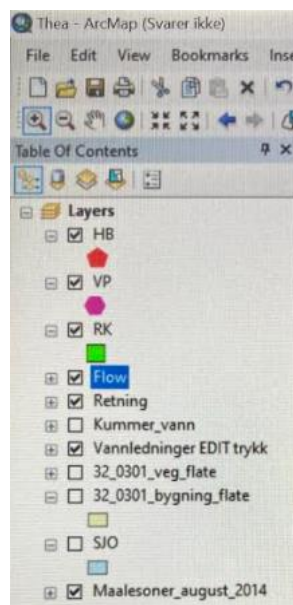 Thea - ArcMap (Svarer ikke)
File Edit View Bookmarks Inse
Table Of Contents
Layers
HB
VP
RK
Flow
Retning
Kummer_vann
Vannledninger EDIT trykk
32_0301_veg_flate
32_0301_bygning_flate
SJO
Maalesoner_august_2014